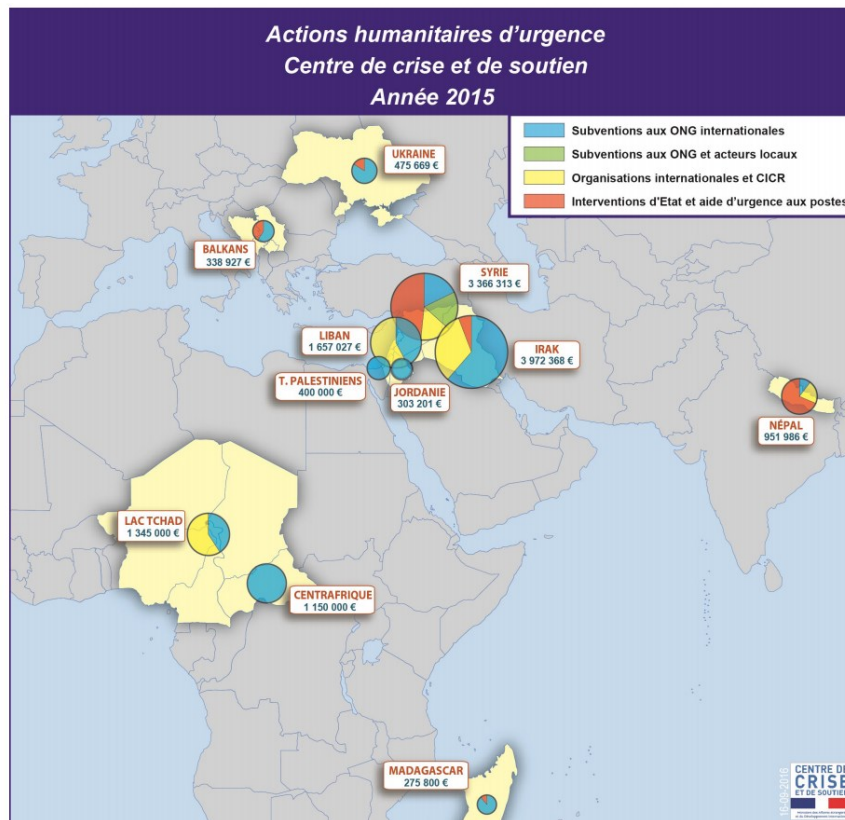 Actions humanitaires d'urgence
Centre de crise et de soutien
Année 2015
Subventions aux ONG internationales
Subventions aux ONG et acteurs locaux
Organisations internationales et CICR
Interventions d'Etat et aide d'urgence aux postes
UKRAINE
475 669 €
BALKANS
338 927 €
SYRIE
3 366 313 €
LIBAN
1 657 027 €
IRAK
3 972 368 €
T. PALESTINIENS
400 000 €
JORDANIE
303 201 €
NÉPAL
951 986 €
LAC TCHAD
1 345 000 €
CENTRAFRIQUE
1 150 000 €
MADAGASCAR
275 800 €
16-09-2016
CENTRE DE
CRISE
ET DE SOUTIEN